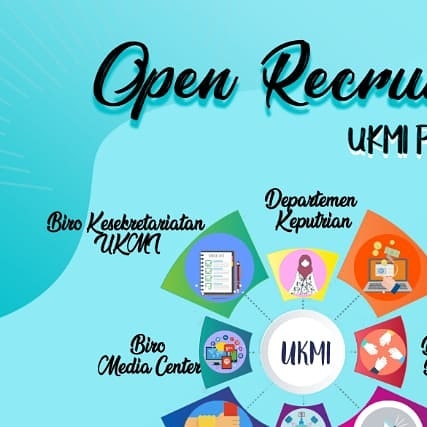 Open Recru
UKMI P
Departemen
Keputrian
Biro Kesekretariatan
UKMI
Biro
Media Center
UKMI